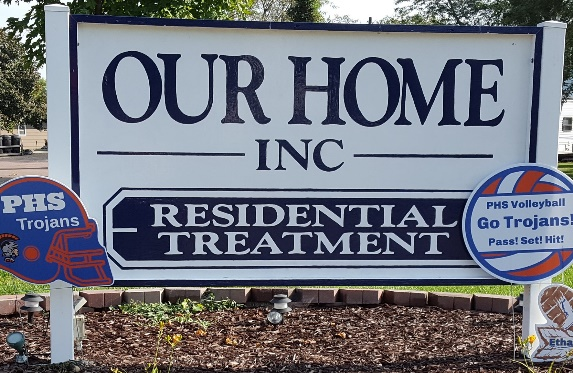 OUR HOME
INC
RESIDENTIAL
TREATMENT
PHS
Trojans
PHS Volleyball
Go Trojans!
Pass! Set! Hit!